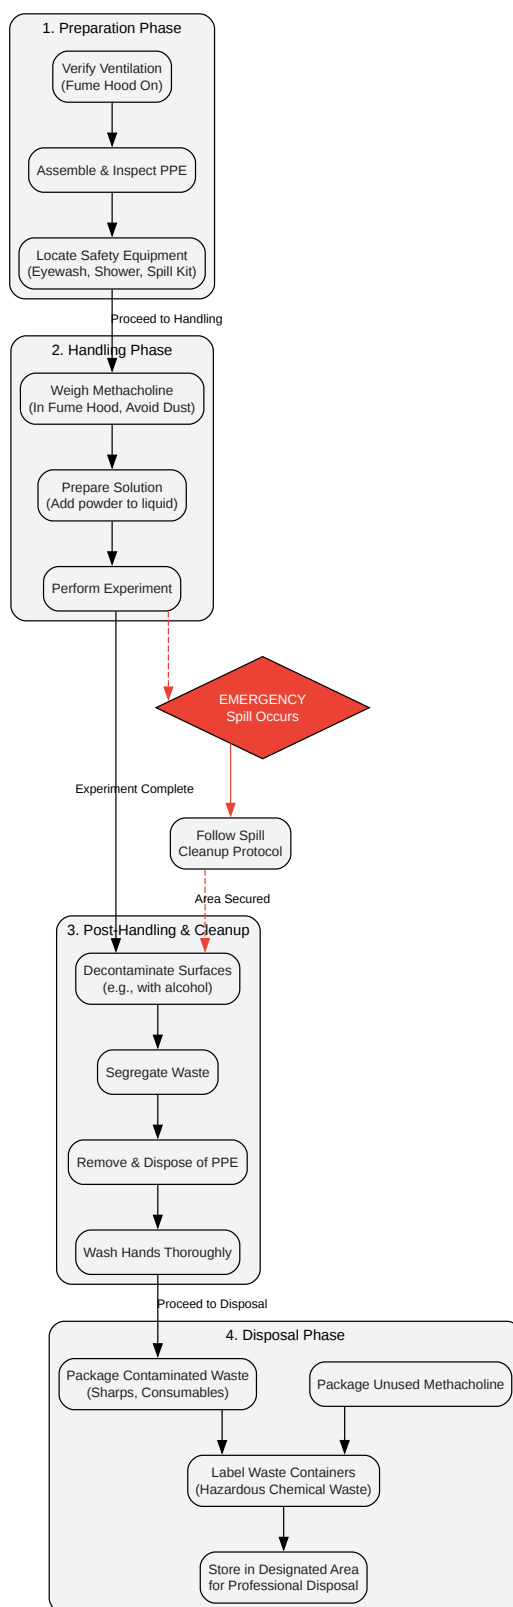 1. Preparation Phase
Verify Ventilation
(Fume Hood On)
Assemble & Inspect PPE
Locate Safety Equipment
(Eyewash, Shower, Spill Kit)
Proceed to Handling
2. Handling Phase
Weigh Methacholine
(In Fume Hood, Avoid Dust)
Prepare Solution
(Add powder to liquid)
Perform Experiment
EMERGENCY
Spill Occurs
Experiment Complete
Follow Spill
Cleanup Protocol
Area Secured
3. Post-Handling & Cleanup
Decontaminate Surfaces
(e.g., with alcohol)
Segregate Waste
Remove & Dispose of PPE
Wash Hands Thoroughly
Proceed to Disposal
4. Disposal Phase
Package Contaminated Waste
(Sharps, Consumables)
Package Unused Methacholine
Label Waste Containers
(Hazardous Chemical Waste)
Store in Designated Area
for Professional Disposal